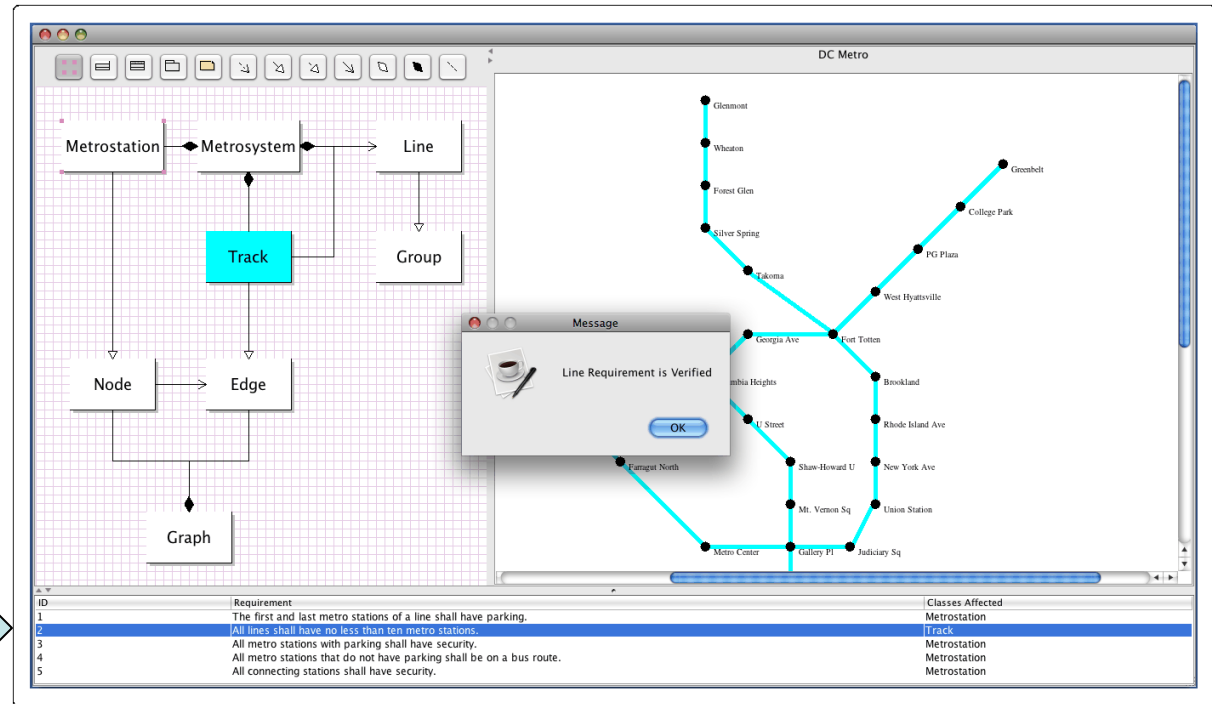 DC Metro
Metrostation
Metrosystem
Line
Track
Group
Node
Edge
Graph
Glenmont
Wheaton
Forest Glen
Silver Spring
Takoma
Greenbelt
College Park
PG Plaza
West Hyattsville
Fort Totten
Georgia Ave
Message
Line Requirement is Verified
OK
mbia Heights
Brookland
U Street
Rhode Island Ave
Farragut North
Shaw-Howard U
New York Ave
Mt. Vernon Sq
Union Station
Metro Center
Gallery Pl
Judiciary Sq
ID Requirement Classes Affected
1 The first and last metro stations of a line shall have parking. Metrostation
2 All lines shall have no less than ten metro stations. Track
3 All metro stations with parking shall have security. Metrostation
4 All metro stations that do not have parking shall be on a bus route. Metrostation
5 All connecting stations shall have security. Metrostation